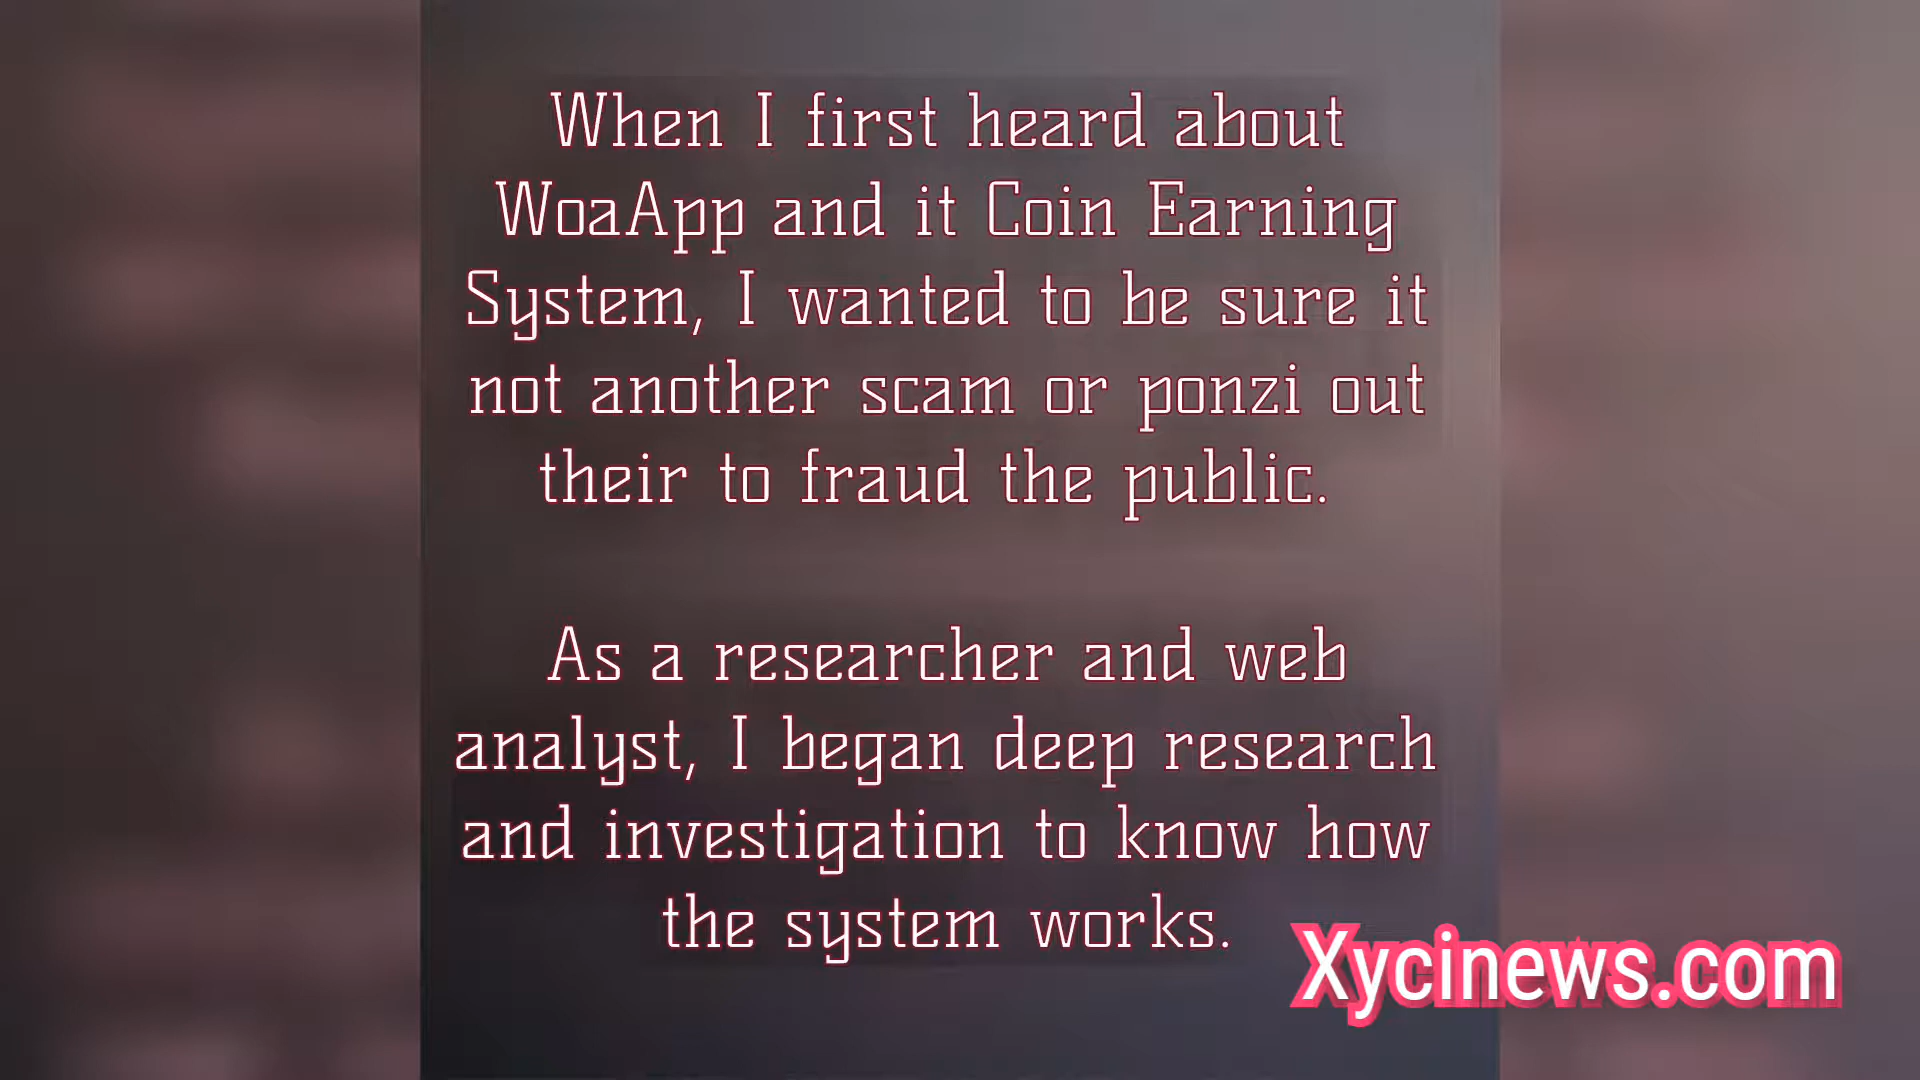 When I first heard about
WoaApp and it Coin Earning
System, I wanted to be sure it
not another scam or ponzi out
their to fraud the public.
As a researcher and web
analyst, I began deep research
and investigation to know how
the system works.
Xycinews.com